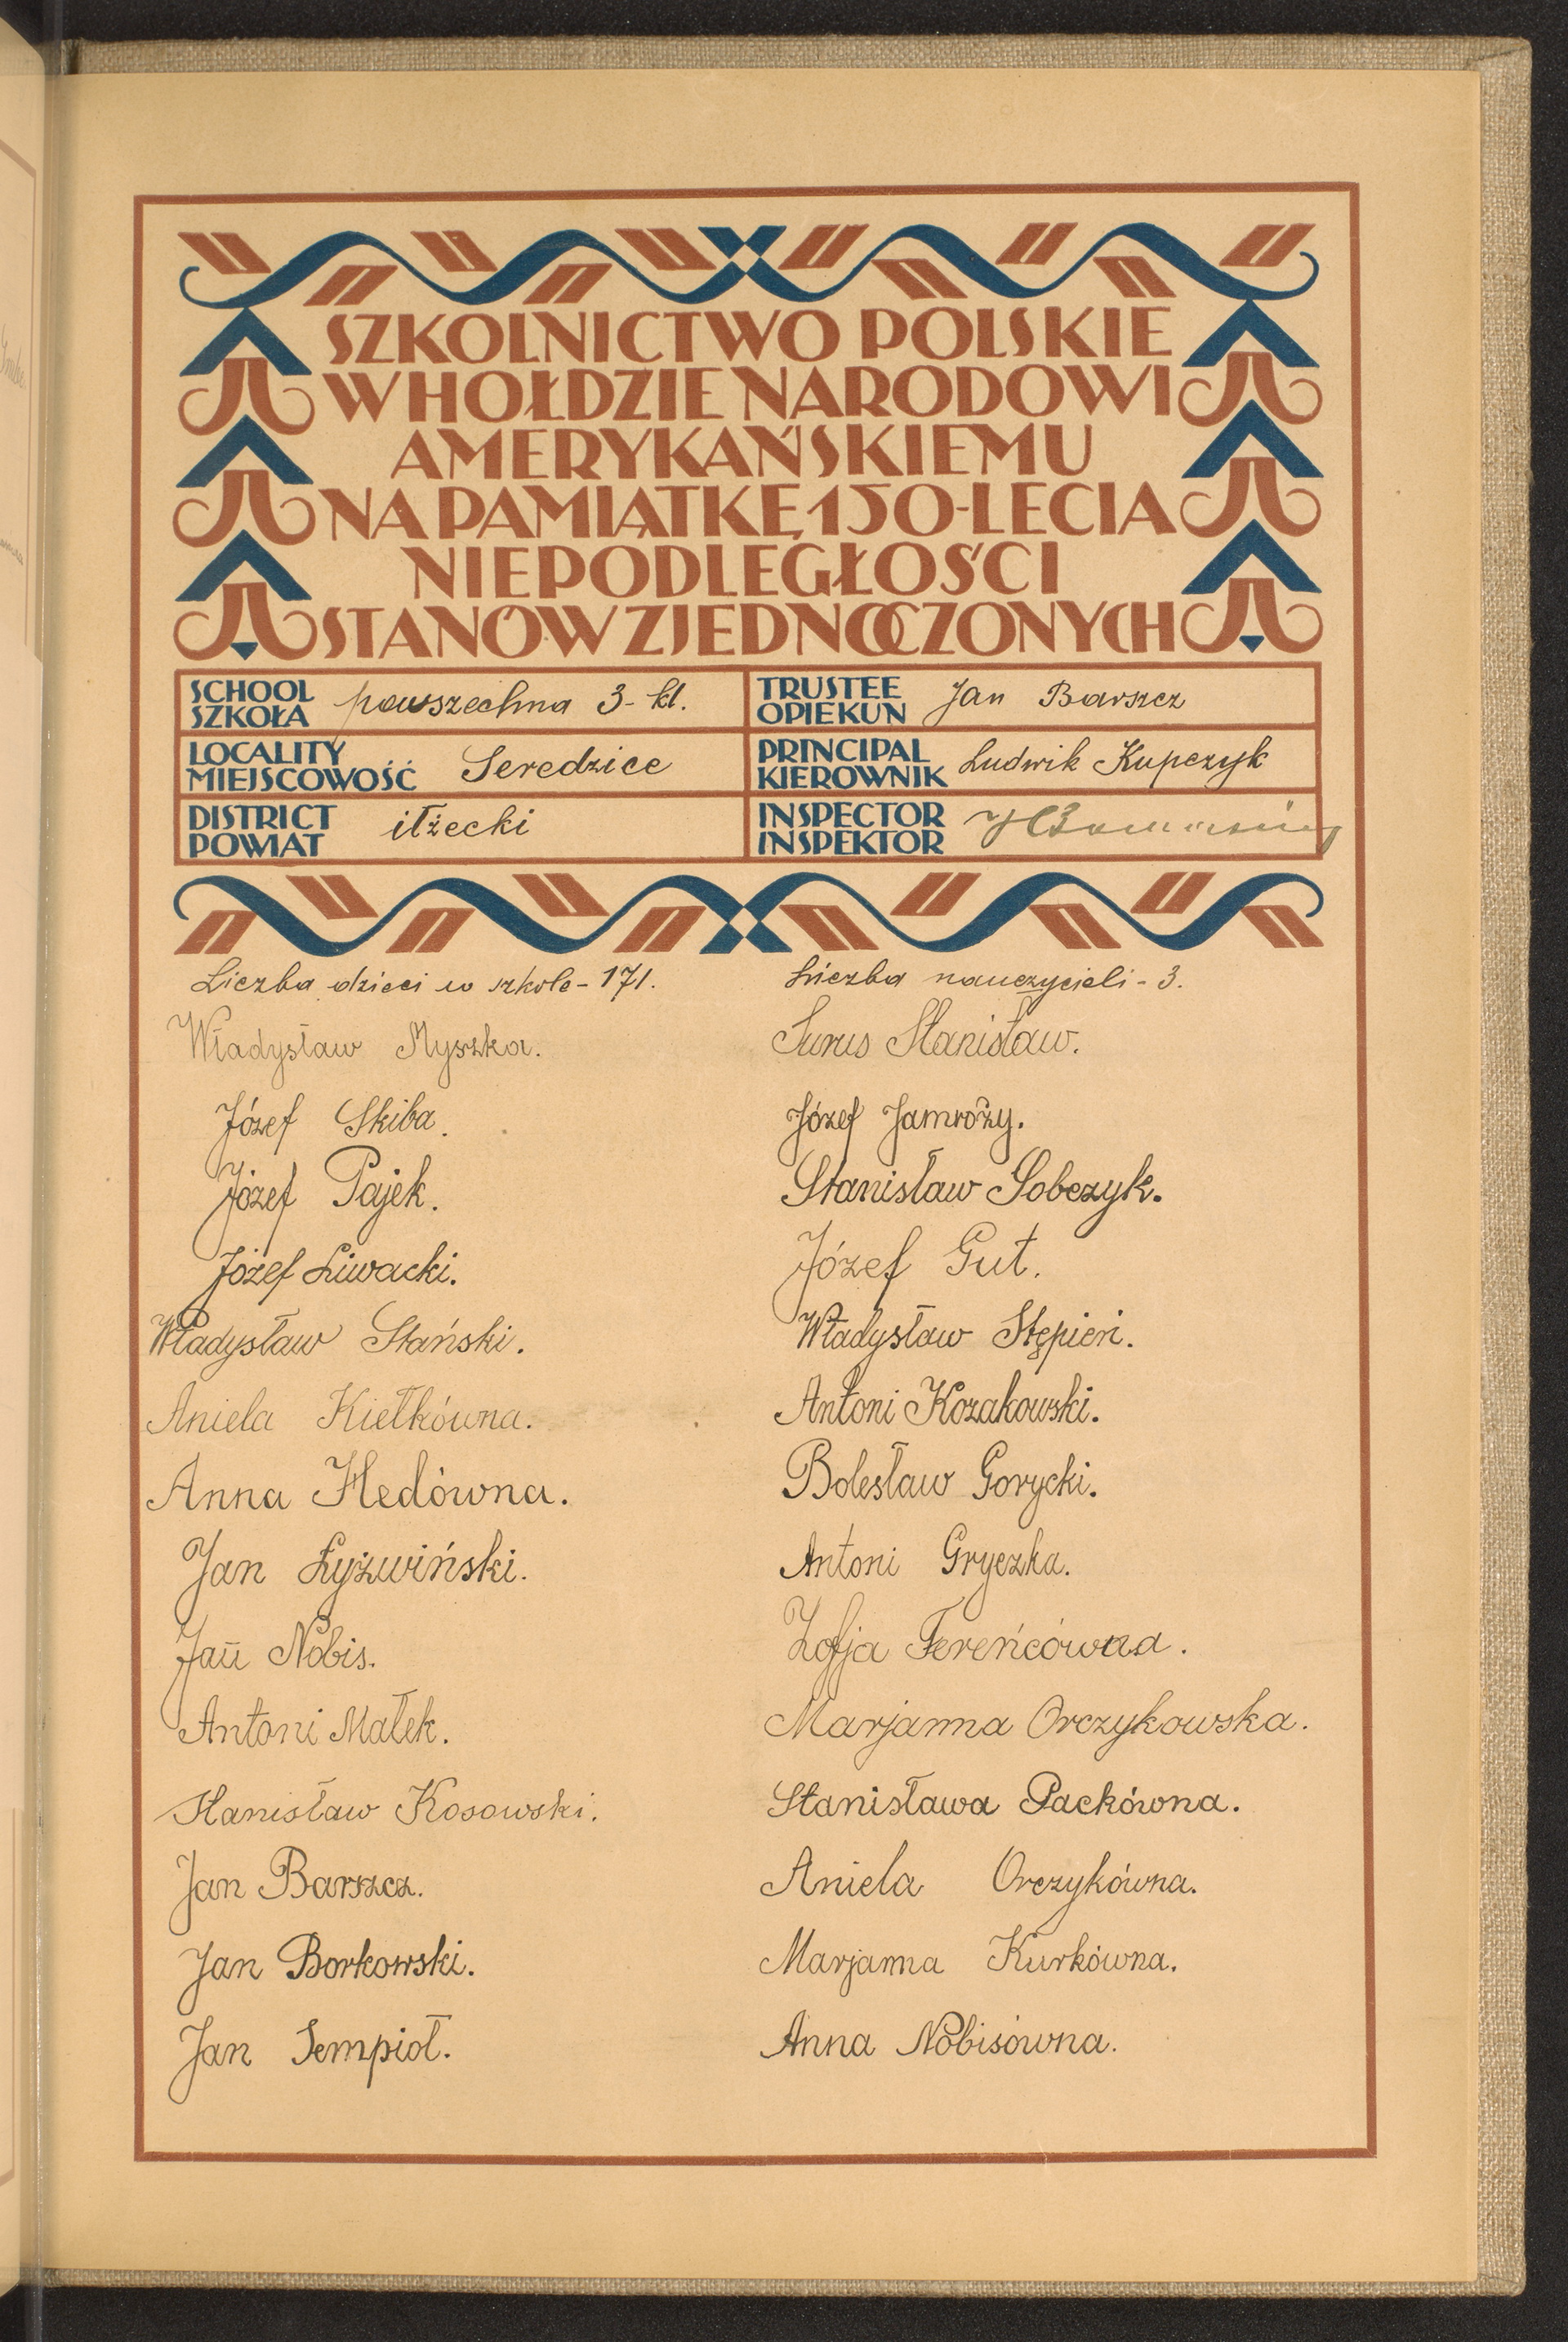 SZKOLNICTWO POLSKIE
W HOŁDZIE NARODOWI
AMERYKAŃSKIEMU
NA PAMIĄTKĘ 150-LECIA
NIEPODLEGŁOŚCI
STANÓW ZJEDNOCZONYCH
SCHOOL
SZKOŁA powszechna 3-kl.
LOCALITY
MIEJSCOWOŚĆ Seredzice
DISTRICT
POWIAT iłżecki
TRUSTEE
OPIEKUN Jan Barszcz
PRINCIPAL
KIEROWNIK Ludwik Kupczyk
INSPECTOR
INSPEKTOR
Liczba dzieci w szkole - 171.
Władysław Myszka.
Józef Skiba.
Józef Pajek.
Józef Liwacki.
Władysław Stański.
Aniela Kiełkówna.
Anna Hedówna.
Jan Łyżwiński.
Jan Nobis.
Antoni Małek.
Stanisław Kosowski.
Jan Barszcz.
Jan Borkowski.
Jan Sempioł.
Liczba nauczycieli - 3.
Surus Stanisław.
Józef Jamroży.
Stanisław Sobczyk.
Józef Gut.
Władysław Stępień.
Antoni Kozakowski.
Bolesław Gorycki.
Antoni Gryczka.
Zofja Fereńcówna.
Marjanna Orczykowska.
Stanisława Packówna.
Aniela Orczykówna.
Marjanna Kurkówna.
Anna Nobisówna.